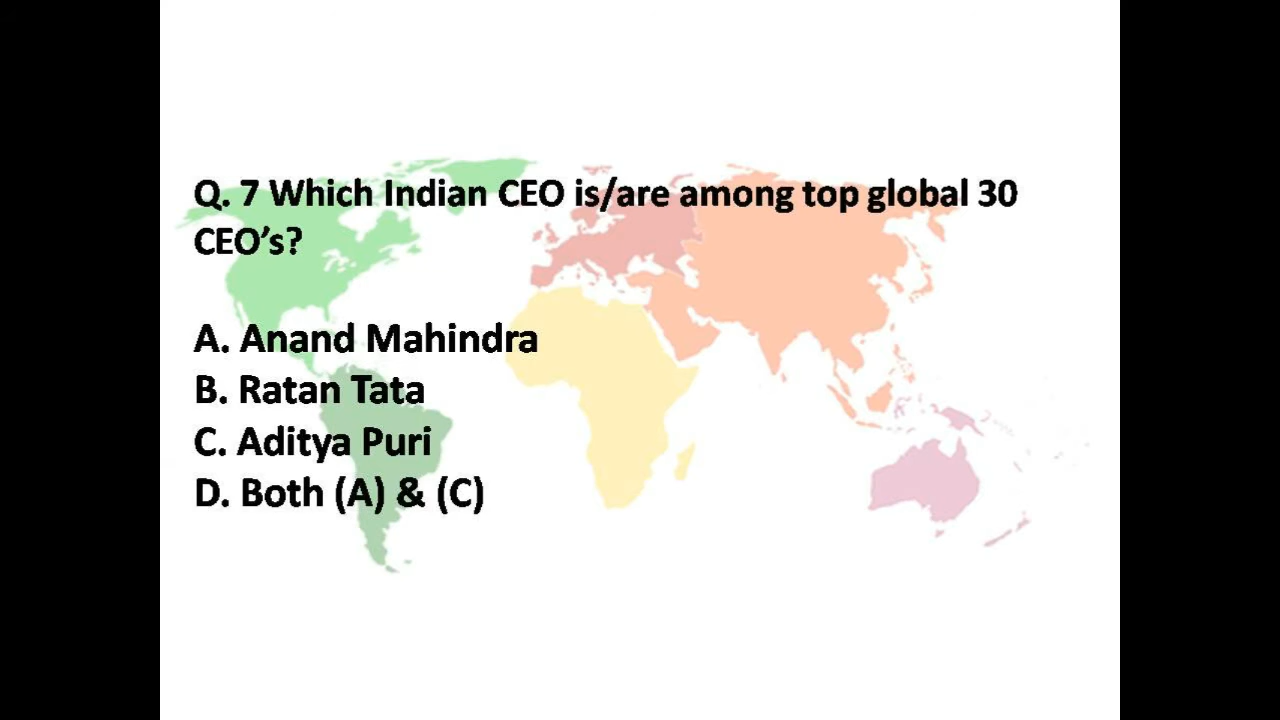 Q. 7 Which Indian CEO is/are among top global 30
CEO’s?
A. Anand Mahindra
B. Ratan Tata
C. Aditya Puri
D. Both (A) & (C)